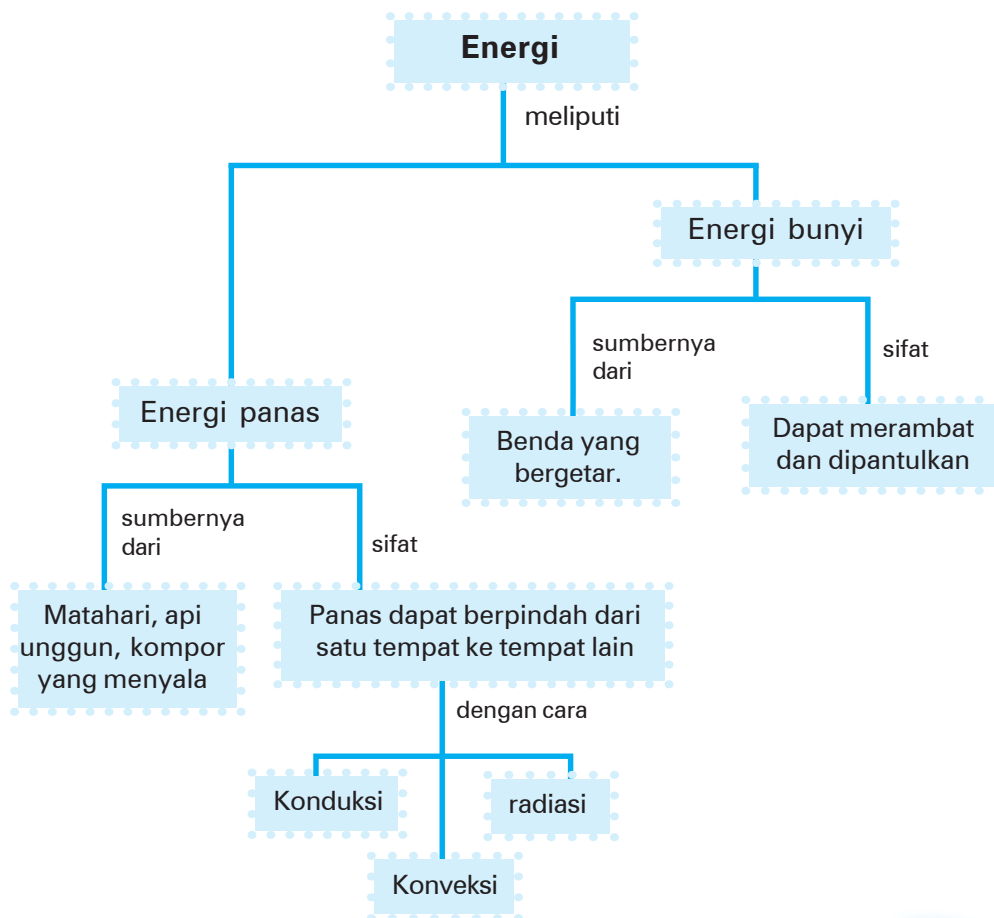 Energi
meliputi
Energi bunyi
sumbernya
dari
sifat
Benda yang
bergetar.
Dapat merambat
dan dipantulkan
Energi panas
sumbernya
dari
sifat
Matahari, api
unggun, kompor
yang menyala
Panas dapat berpindah dari
satu tempat ke tempat lain
dengan cara
Konduksi
radiasi
Konveksi